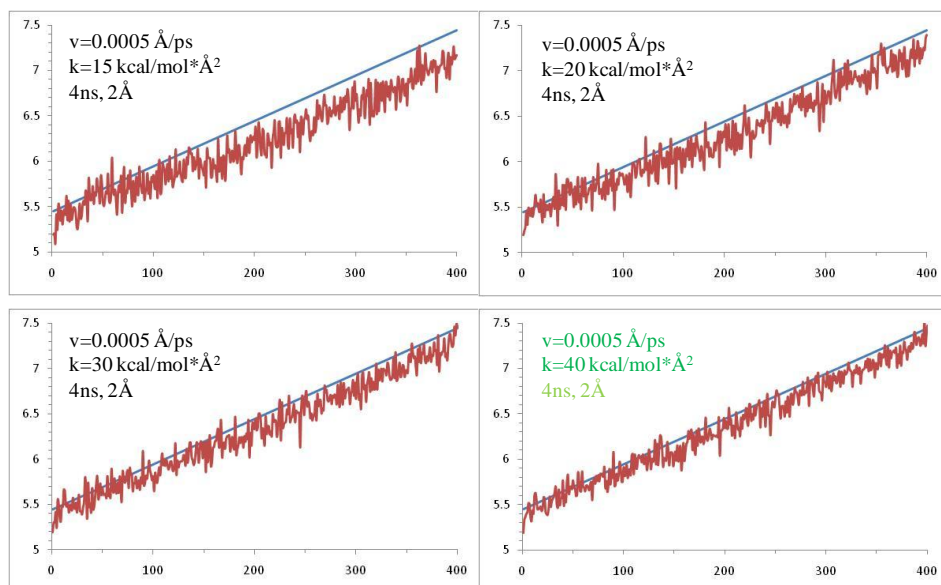 7.5
v=0.0005 Å/ps
k=15 kcal/mol*Å²
4ns, 2Å
7
6.5
6
5.5
5
0 100 200 300 400
7.5
v=0.0005 Å/ps
k=20 kcal/mol*Å²
4ns, 2Å
7
6.5
6
5.5
5
0 100 200 300 400
7.5
v=0.0005 Å/ps
k=30 kcal/mol*Å²
4ns, 2Å
7
6.5
6
5.5
5
0 100 200 300 400
7.5
v=0.0005 Å/ps
k=40 kcal/mol*Å²
4ns, 2Å
7
6.5
6
5.5
5
0 100 200 300 400